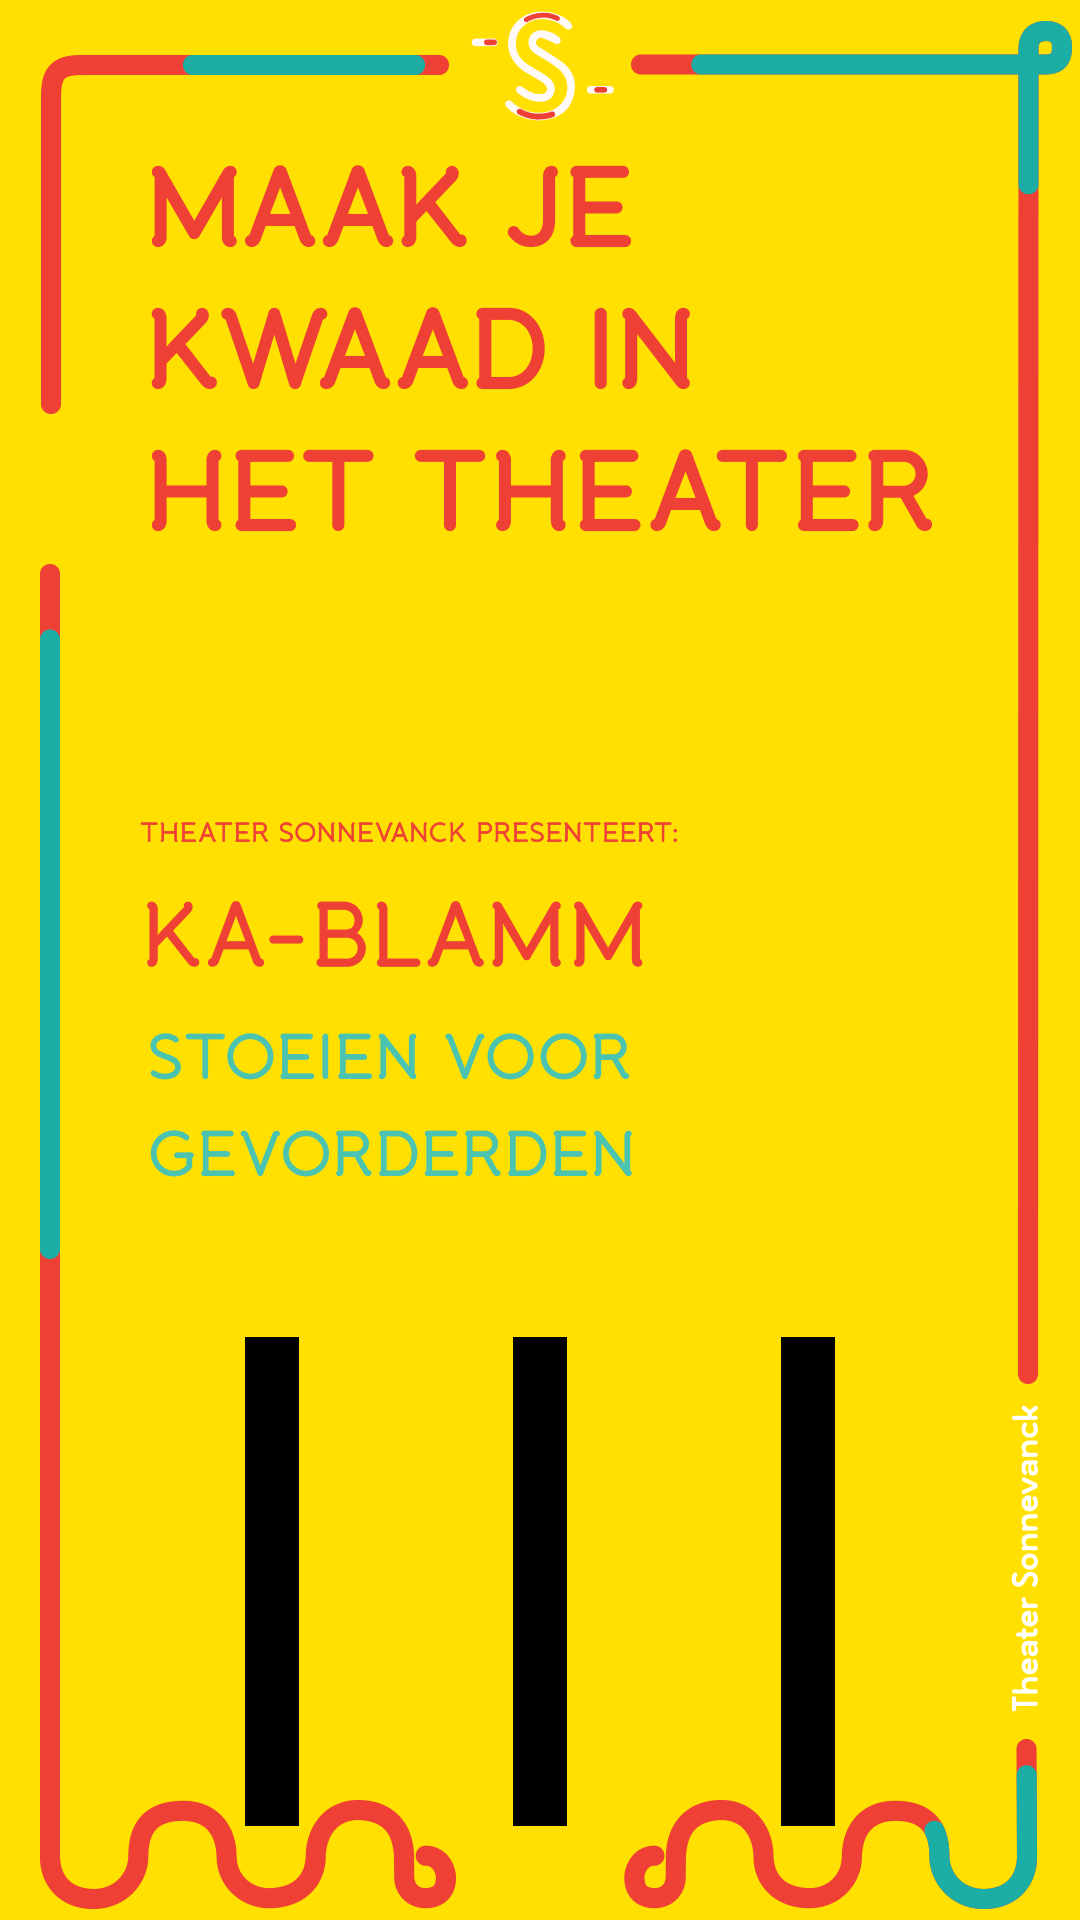 S
MAAK JE
KWAAD IN
HET THEATER
THEATER SONNEVANCK PRESENTEERT:
KA-BLAMM
STOEIEN VOOR
GEVORDERDEN
Theater Sonnevanck